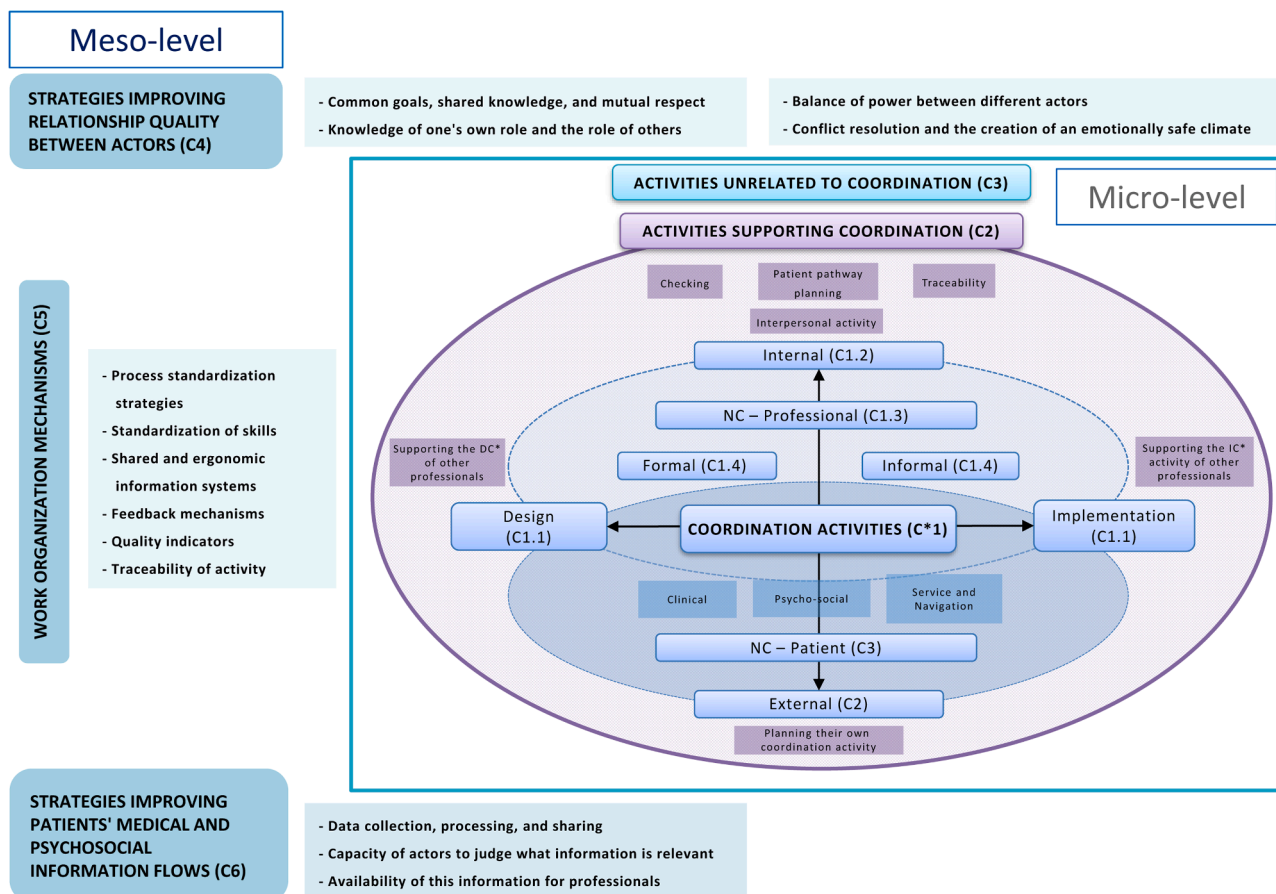 Meso-level
STRATEGIES IMPROVING
RELATIONSHIP QUALITY
BETWEEN ACTORS (C4)
- Common goals, shared knowledge, and mutual respect
- Knowledge of one's own role and the role of others
- Balance of power between different actors
- Conflict resolution and the creation of an emotionally safe climate
ACTIVITIES UNRELATED TO COORDINATION (C3)
Micro-level
ACTIVITIES SUPPORTING COORDINATION (C2)
Checking
Patient pathway
planning
Traceability
Interpersonal activity
Internal (C1.2)
NC – Professional (C1.3)
Formal (C1.4)
Informal (C1.4)
Supporting the DC*
of other
professionals
Supporting the IC*
activity of other
professionals
Design
(C1.1)
COORDINATION ACTIVITIES (C*1)
Implementation
(C1.1)
Clinical
Psycho-social
Service and
Navigation
NC – Patient (C3)
External (C2)
Planning their own
coordination activity
WORK ORGANIZATION MECHANISMS (C5)
- Process standardization
strategies
- Standardization of skills
- Shared and ergonomic
information systems
- Feedback mechanisms
- Quality indicators
- Traceability of activity
STRATEGIES IMPROVING
PATIENTS' MEDICAL AND
PSYCHOSOCIAL
INFORMATION FLOWS (C6)
- Data collection, processing, and sharing
- Capacity of actors to judge what information is relevant
- Availability of this information for professionals